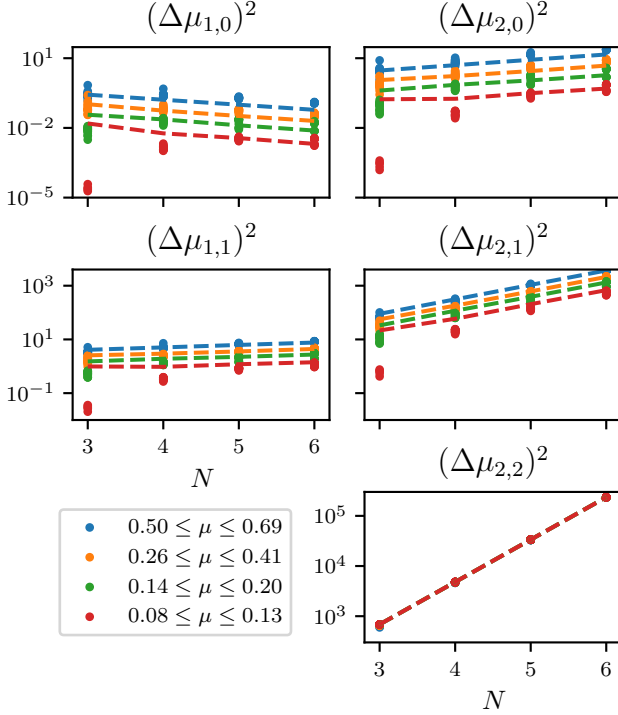 (Δμ₁,₀)² (Δμ₂,₀)²
10¹
10⁻²
10⁻⁵
(Δμ₁,₁)² (Δμ₂,₁)²
10³
10¹
10⁻¹
3 4 5 6
N
(Δμ₂,₂)²
0.50 ≤ μ ≤ 0.69
0.26 ≤ μ ≤ 0.41
0.14 ≤ μ ≤ 0.20
0.08 ≤ μ ≤ 0.13
10⁵
10⁴
10³
3 4 5 6
N